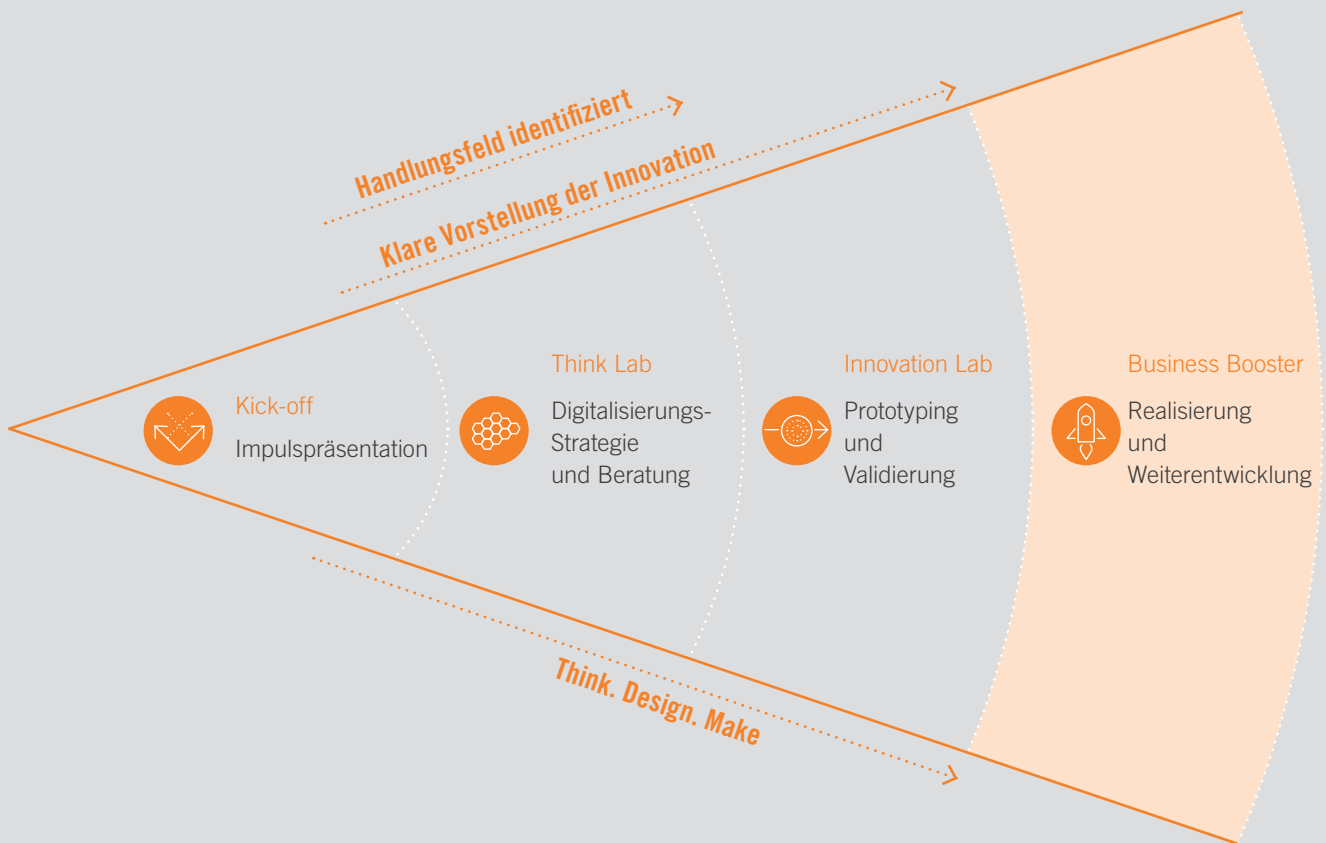 Handlungsfeld identifiziert
Klare Vorstellung der Innovation
Kick-off
Impulspräsentation
Think Lab
Digitalisierungs-
Strategie
und Beratung
Innovation Lab
Prototyping
und
Validierung
Business Booster
Realisierung
und
Weiterentwicklung
Think. Design. Make